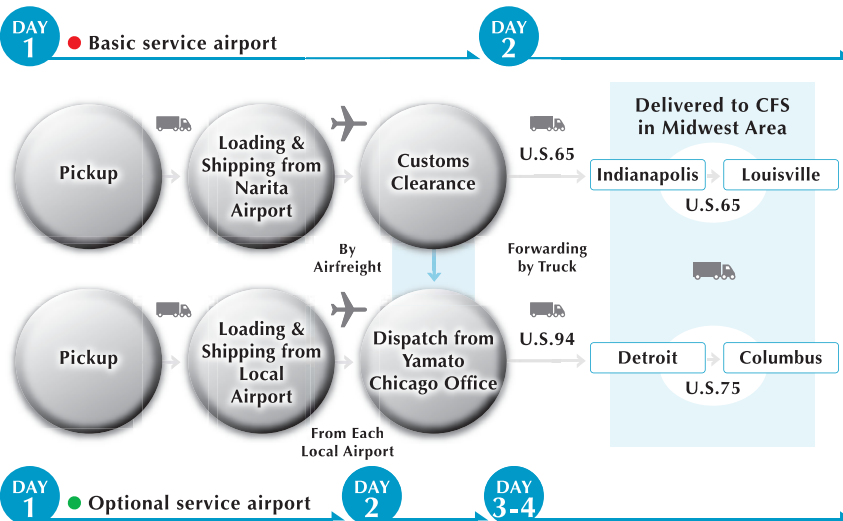 DAY
1
Basic service airport
DAY
2
Pickup
Loading &
Shipping from
Narita
Airport
Customs
Clearance
U.S.65
Delivered to CFS
in Midwest Area
Indianapolis
Louisville
U.S.65
By
Airfreight
Forwarding
by Truck
Pickup
Loading &
Shipping from
Local
Airport
Dispatch from
Yamato
Chicago Office
U.S.94
Detroit
Columbus
U.S.75
From Each
Local Airport
DAY
1
Optional service airport
DAY
2
DAY
3-4